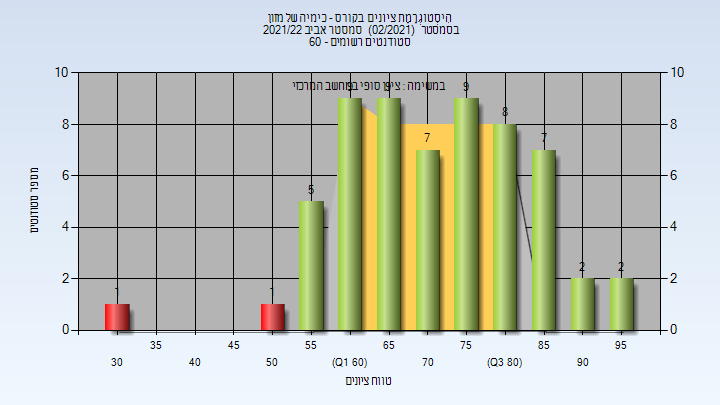 היסטוגרמת ציונים בקורס - כימיה של מזון
בסמסטר (02/2021) סמסטר אביב 2021/22
סטודנטים רשומים - 60
במשימה : ציון סופי במחשב המרכזי
מספר סטודנטים
10 10
8 8
6 6
4 4
2 2
0 0
1 1 5 9 9 7 9 8 7 2 2
35 45 55 65 75 85 95
30 40 50 (Q1 60) 70 (Q3 80) 90
טווח ציונים